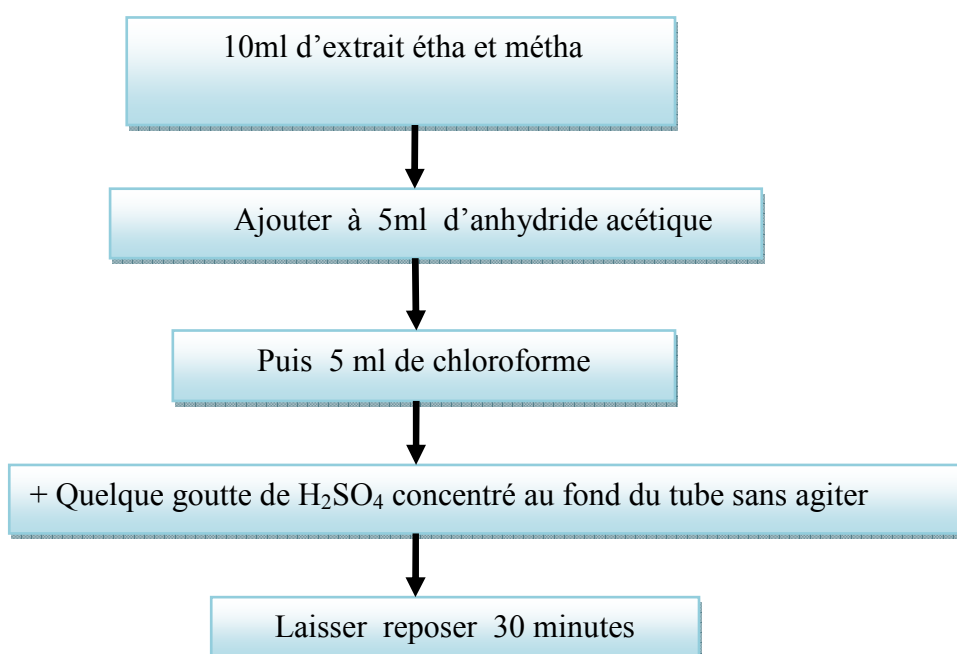 10ml d’extrait étha et métha
Ajouter à 5ml d’anhydride acétique
Puis 5 ml de chloroforme
+ Quelque goutte de H₂SO₄ concentré au fond du tube sans agiter
Laisser reposer 30 minutes